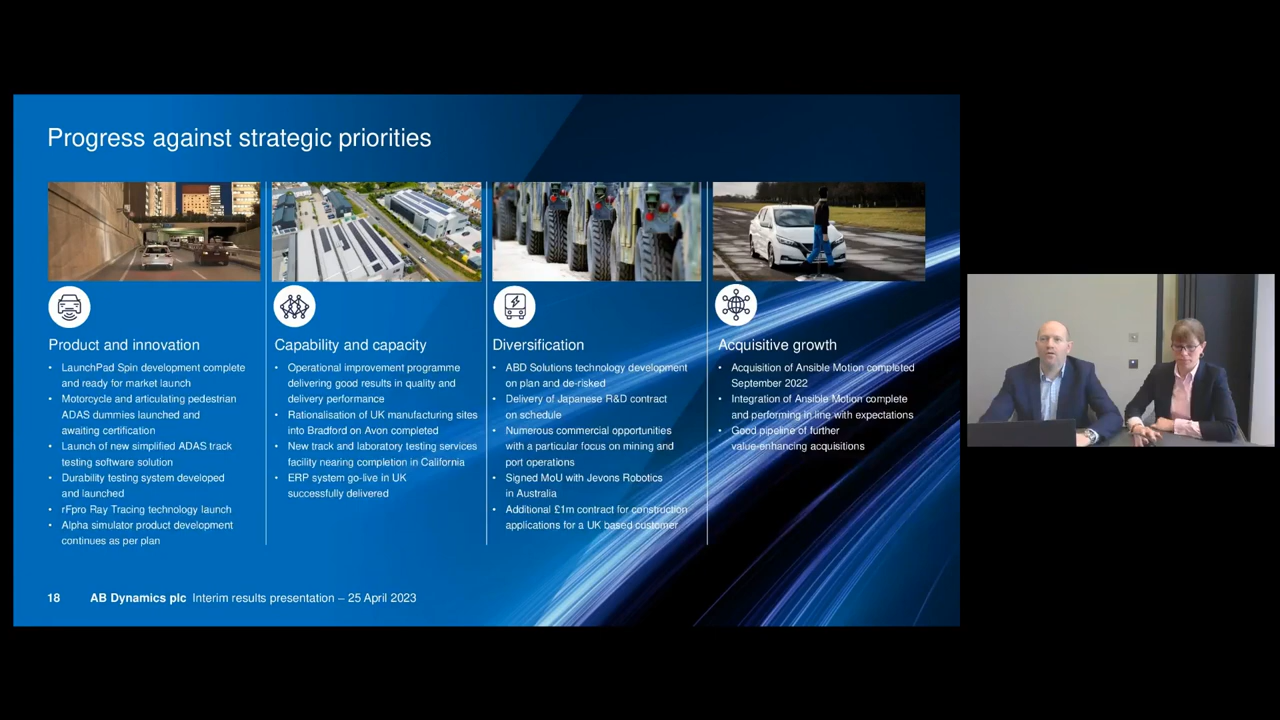 Progress against strategic priorities
Product and innovation
• LaunchPad Spin development complete
and ready for market launch
• Motorcycle and articulating pedestrian
ADAS dummies launched and
awaiting certification
• Launch of new simplified ADAS track
testing software solution
• Durability testing system developed
and launched
• rFpro Ray Tracing technology launch
• Alpha simulator product development
continues as per plan
Capability and capacity
• Operational improvement programme
delivering good results in quality and
delivery performance
• Rationalisation of UK manufacturing sites
into Bradford on Avon completed
• New track and laboratory testing services
facility nearing completion in California
• ERP system go-live in UK
successfully delivered
Diversification
• ABD Solutions technology development
on plan and de-risked
• Delivery of Japanese R&D contract
on schedule
• Numerous commercial opportunities
with a particular focus on mining and
port operations
• Signed MoU with Jevons Robotics
in Australia
• Additional £1m contract for construction
applications for a UK based customer
Acquisitive growth
• Acquisition of Ansible Motion completed
September 2022
• Integration of Ansible Motion complete
and performing in line with expectations
• Good pipeline of further
value-enhancing acquisitions
18 AB Dynamics plc Interim results presentation – 25 April 2023